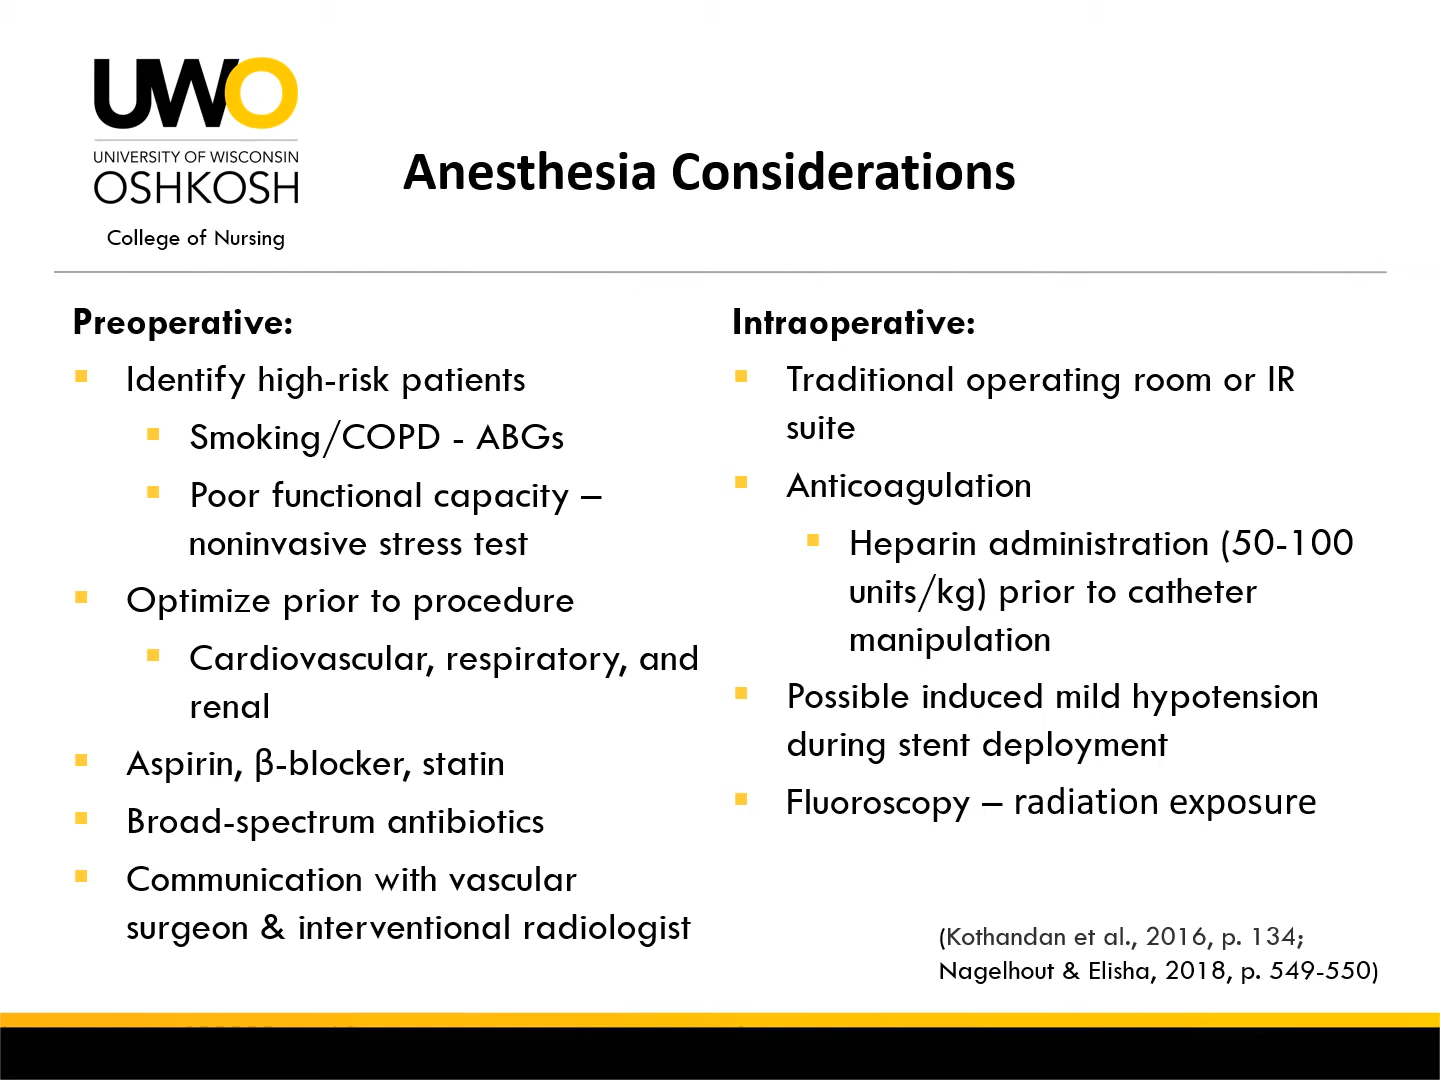 UWO
UNIVERSITY OF WISCONSIN
OSHKOSH
College of Nursing
Anesthesia Considerations
Preoperative:
Identify high-risk patients
Smoking/COPD - ABGs
Poor functional capacity –
noninvasive stress test
Optimize prior to procedure
Cardiovascular, respiratory, and
renal
Aspirin, β-blocker, statin
Broad-spectrum antibiotics
Communication with vascular
surgeon & interventional radiologist
Intraoperative:
Traditional operating room or IR
suite
Anticoagulation
Heparin administration (50-100
units/kg) prior to catheter
manipulation
Possible induced mild hypotension
during stent deployment
Fluoroscopy – radiation exposure
(Kothandan et al., 2016, p. 134;
Nagelhout & Elisha, 2018, p. 549-550)